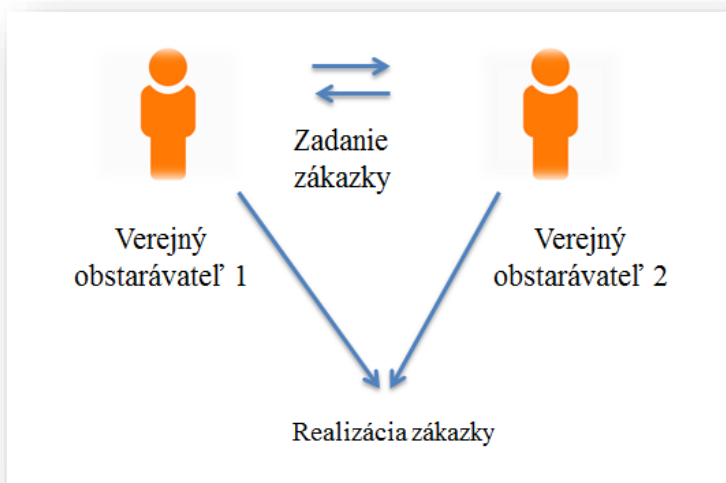 Zadanie
zákazky
Verejný
obstarávateľ 1
Verejný
obstarávateľ 2
Realizácia zákazky